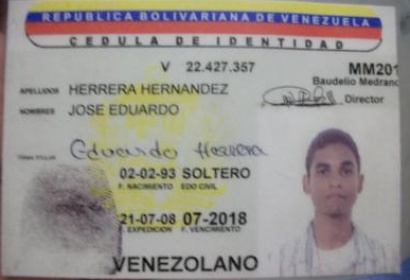 REPUBLICA BOLIVARIANA DE VENEZUELA
CEDULA DE IDENTIDAD
V 22.427.357 MM201
Baudelio Medrano
Director
APELLIDOS HERRERA HERNANDEZ
NOMBRES JOSE EDUARDO
FIRMA TITULAR Eduardo Herrera
02-02-93 SOLTERO
F. NACIMIENTO EDO CIVIL
21-07-08 07-2018
F. EXPEDICION F. VENCIMIENTO
VENEZOLANO